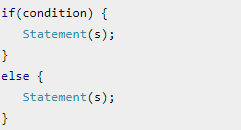 if(condition) {
   Statement(s);
}
else {
   Statement(s);
}